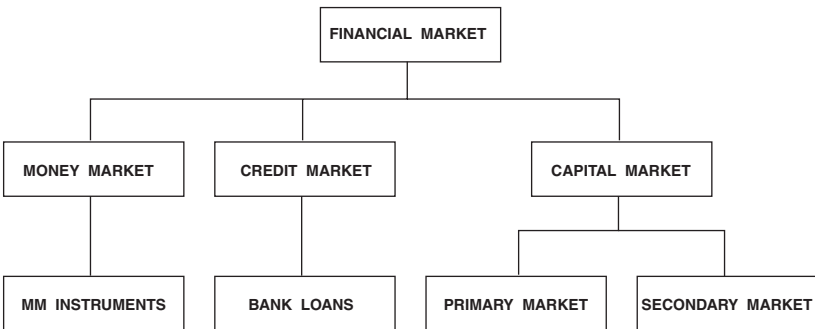 FINANCIAL MARKET
MONEY MARKET
CREDIT MARKET
CAPITAL MARKET
MM INSTRUMENTS
BANK LOANS
PRIMARY MARKET
SECONDARY MARKET